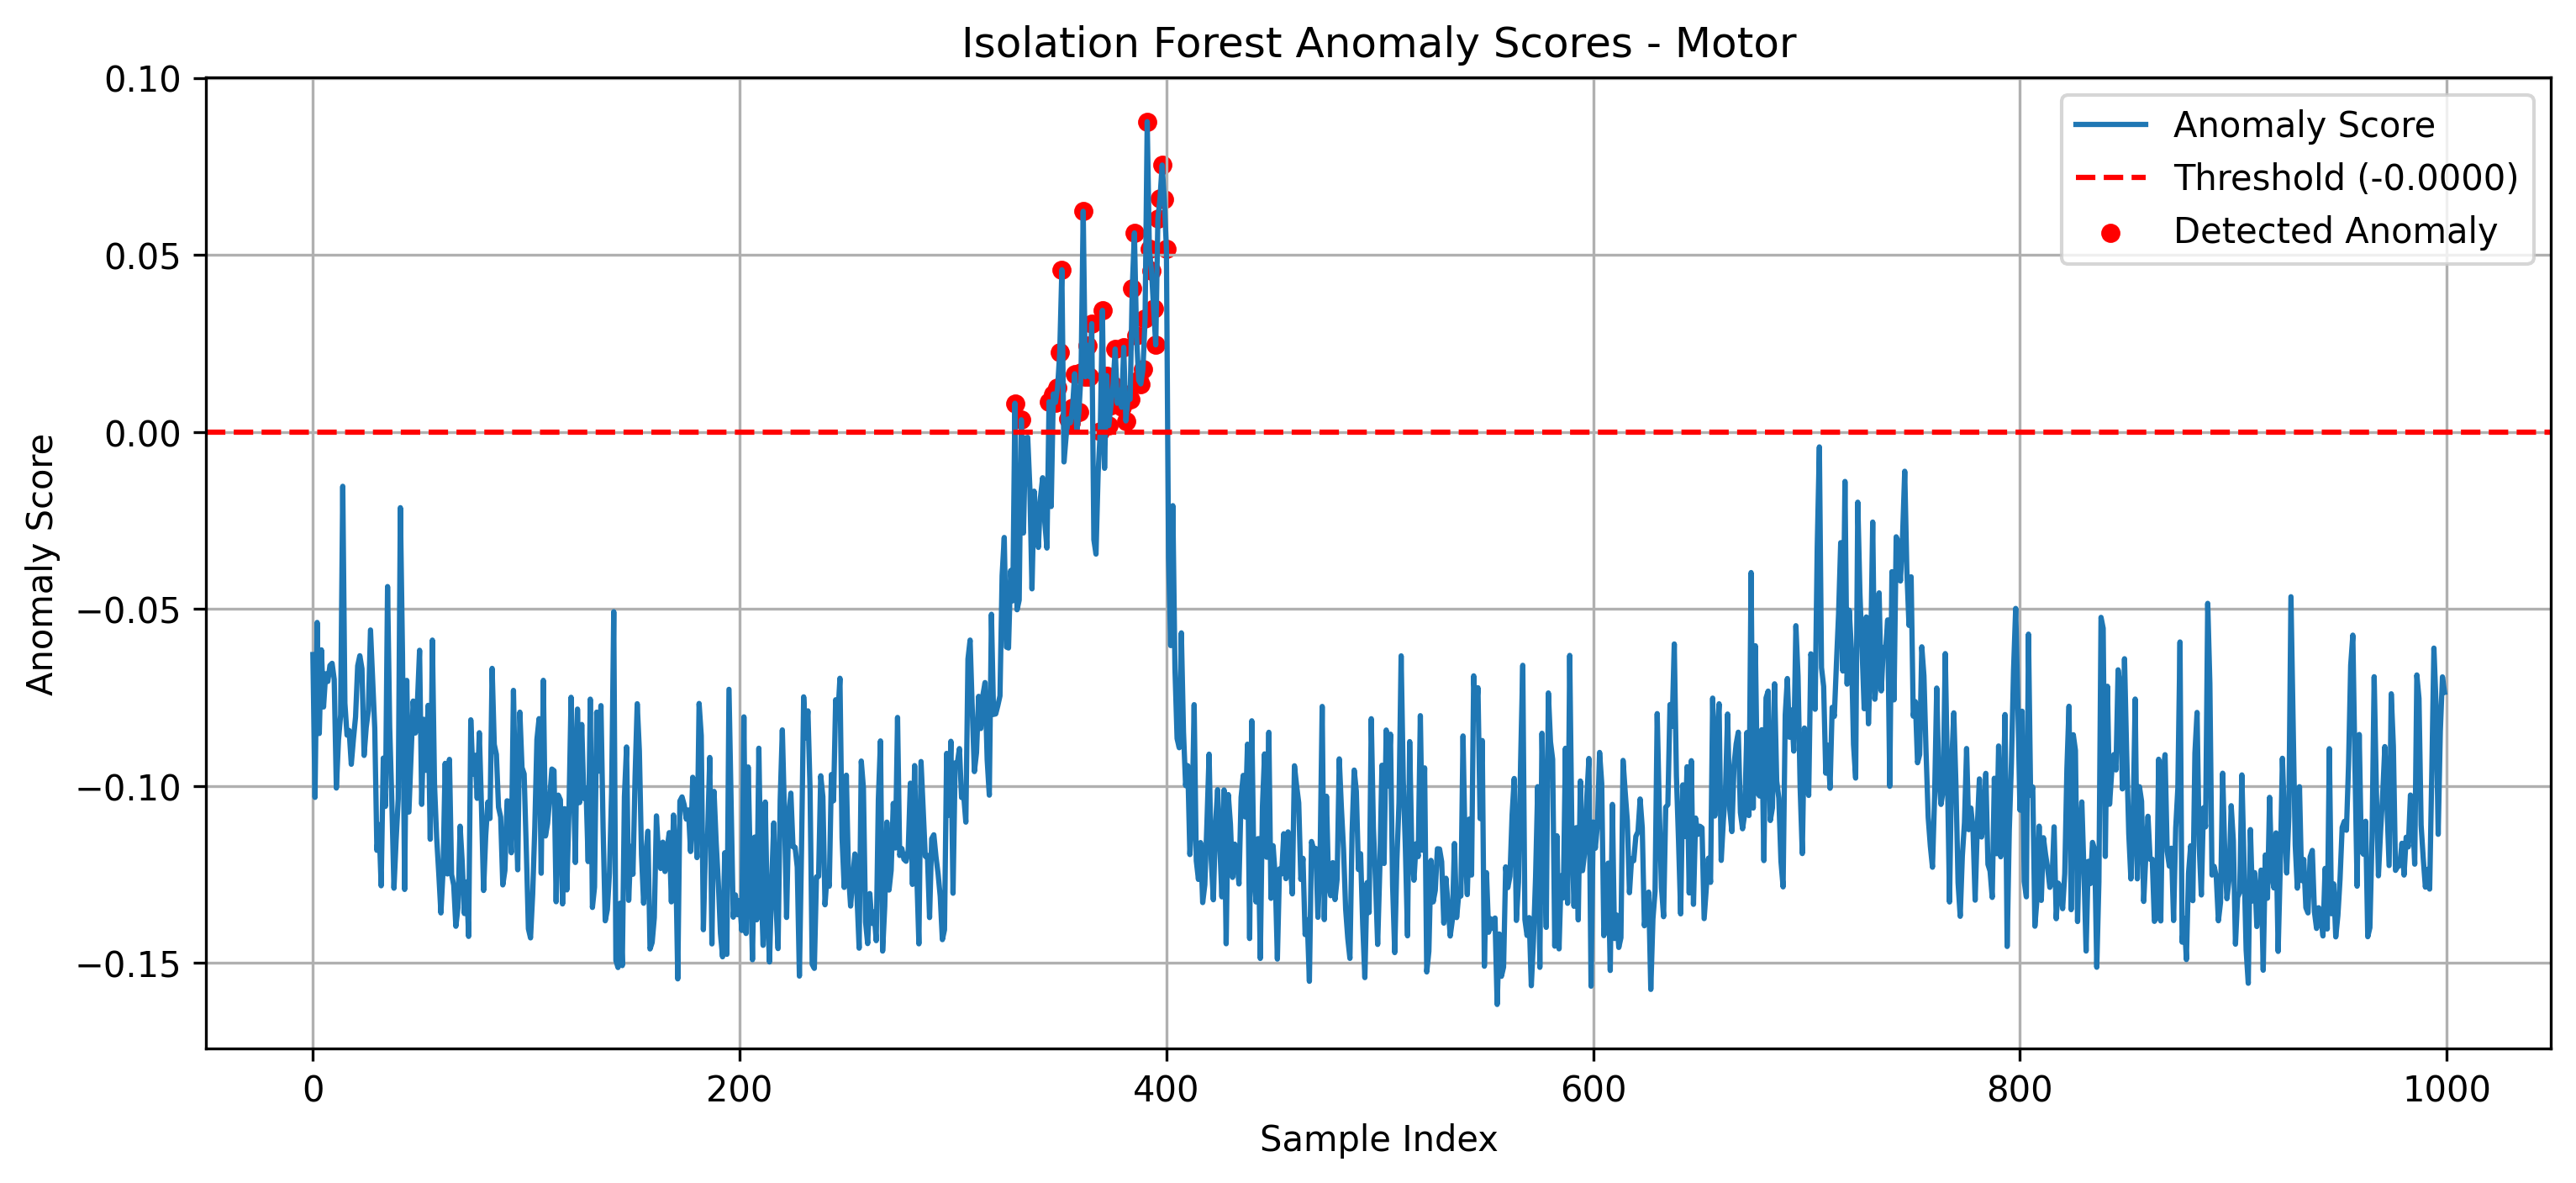 Isolation Forest Anomaly Scores - Motor
0.10
0.05
0.00
−0.05
−0.10
−0.15
Anomaly Score
Anomaly Score
Threshold (-0.0000)
Detected Anomaly
0 200 400 600 800 1000
Sample Index